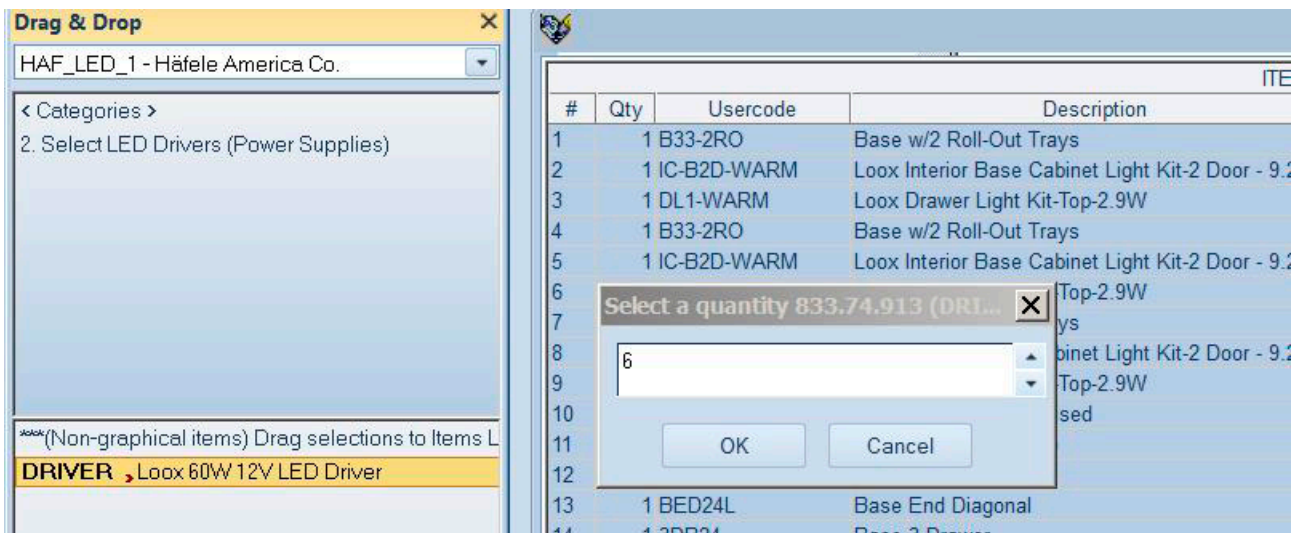 Drag & Drop
HAF_LED_1 - Häfele America Co.
< Categories >
2. Select LED Drivers (Power Supplies)
****(Non-graphical items) Drag selections to Items L
DRIVER , Loox 60W 12V LED Driver
ITE
# Qty Usercode Description
1 1 B33-2RO Base w/2 Roll-Out Trays
2 1 IC-B2D-WARM Loox Interior Base Cabinet Light Kit-2 Door - 9.2
3 1 DL1-WARM Loox Drawer Light Kit-Top-2.9W
4 1 B33-2RO Base w/2 Roll-Out Trays
5 1 IC-B2D-WARM Loox Interior Base Cabinet Light Kit-2 Door - 9.2
6 -Top-2.9W
7 ys
8 binet Light Kit-2 Door - 9.2
9 -Top-2.9W
10 sed
11
12
13 1 BED24L Base End Diagonal
Select a quantity 833.74.913 (DRI...
6
OK Cancel